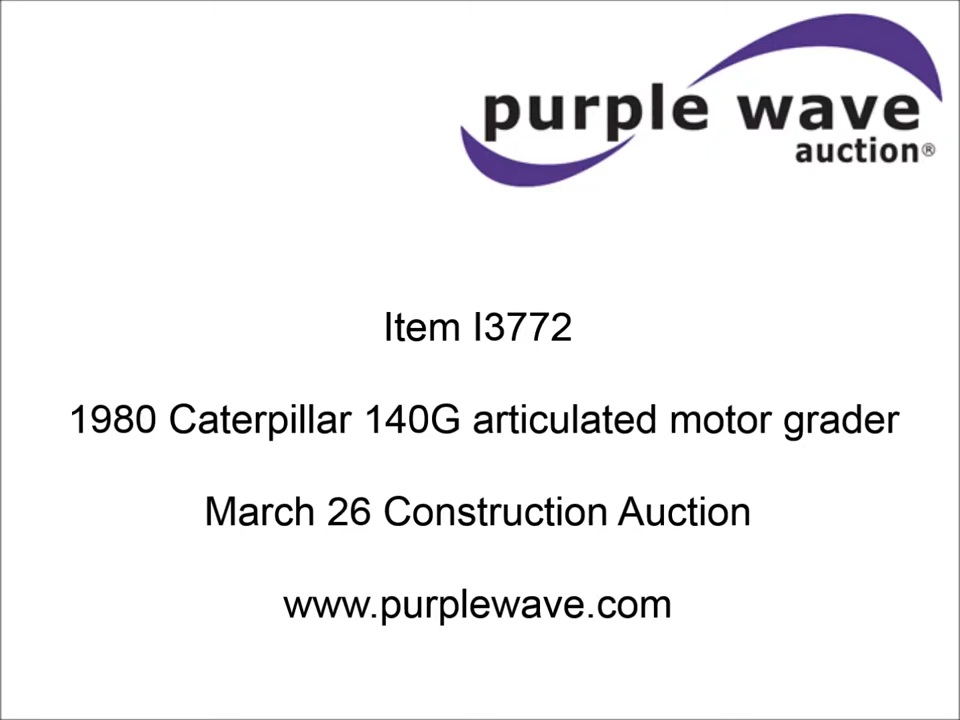 purple wave
auction®
Item I3772
1980 Caterpillar 140G articulated motor grader
March 26 Construction Auction
www.purplewave.com